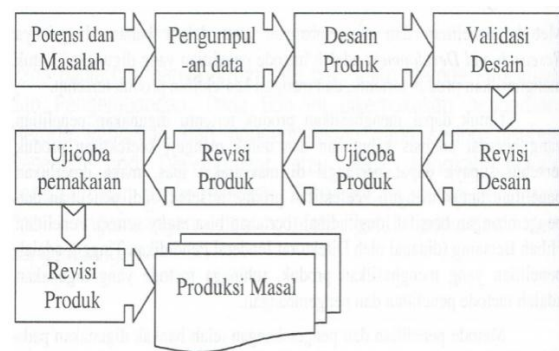 Potensi dan
Masalah
Pengumpul
an data
Desain
Produk
Validasi
Desain
Ujicoba
pemakaian
Revisi
Produk
Ujicoba
Produk
Revisi
Desain
Revisi
Produk
Produksi Masal